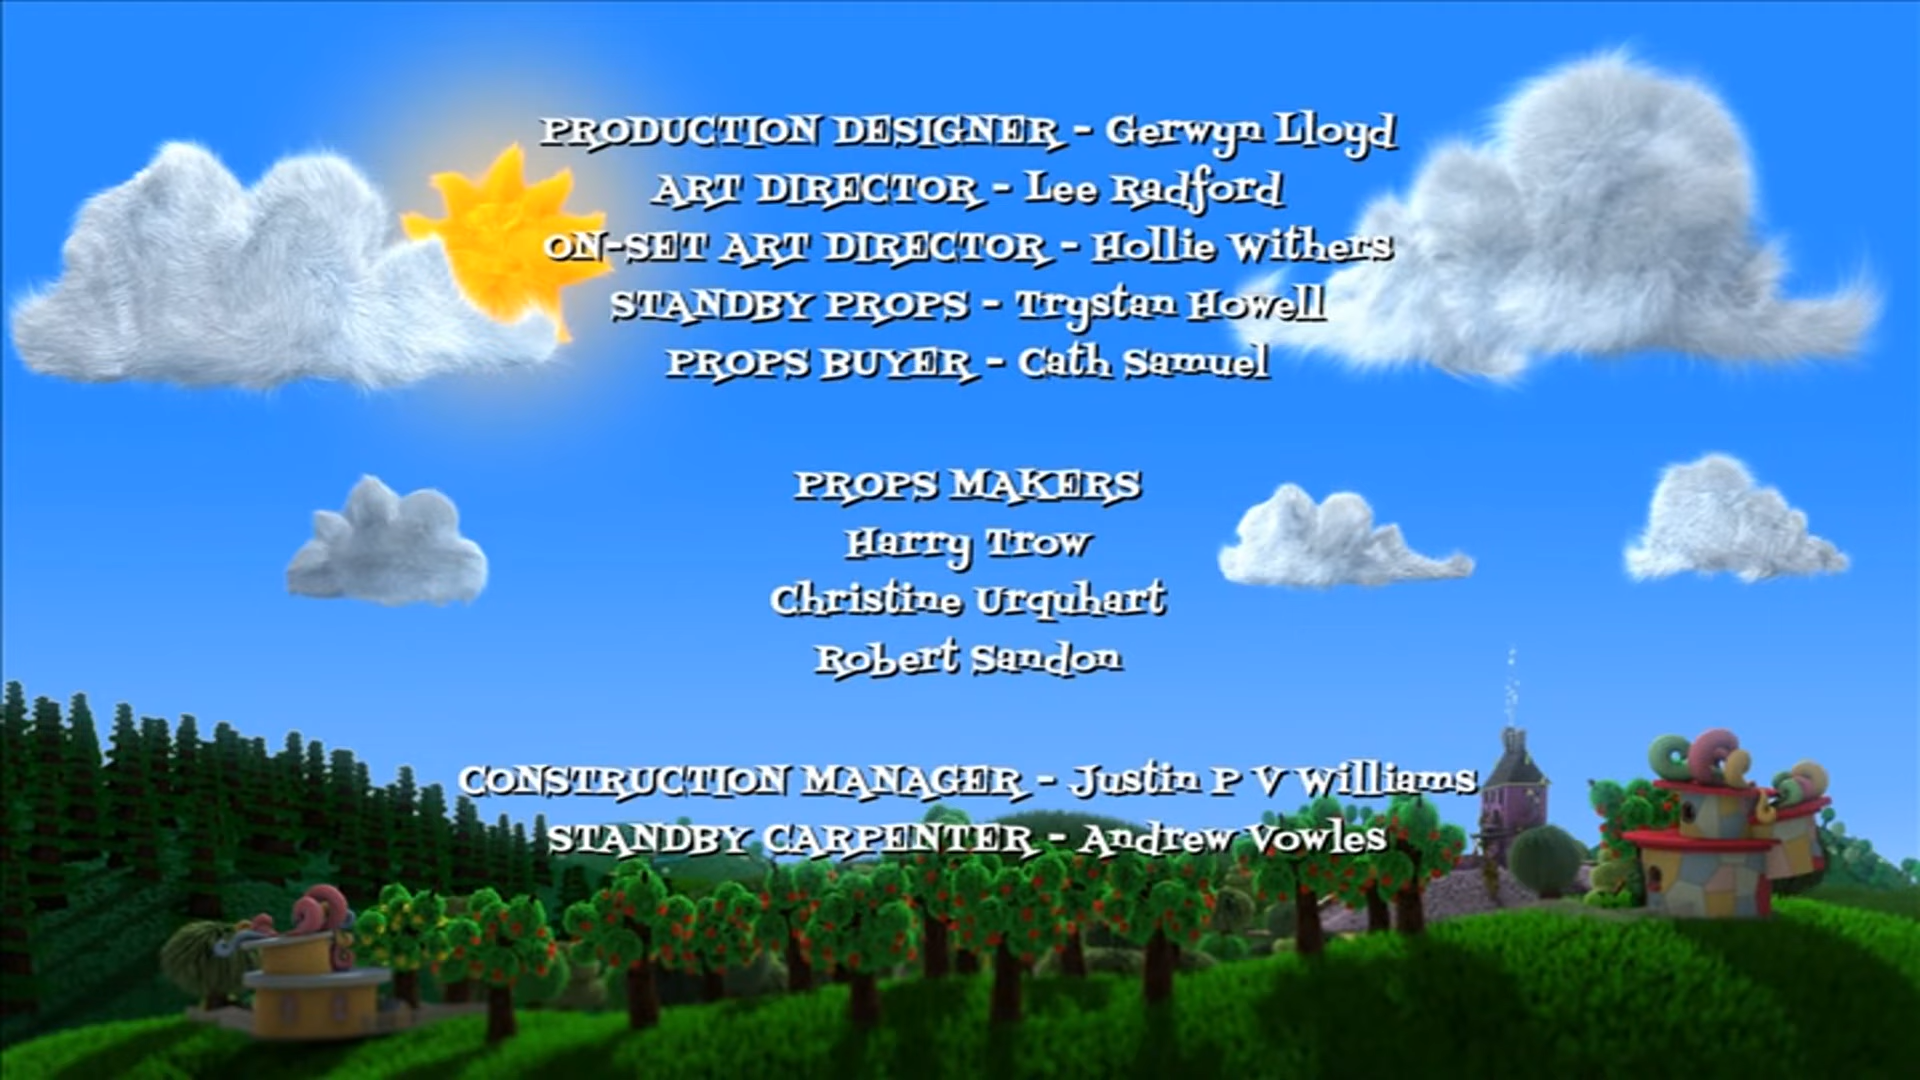 PRODUCTION DESIGNER - Gerwyn Lloyd
ART DIRECTOR - Lee Radford
ON-SET ART DIRECTOR - Hollie Withers
STANDBY PROPS - Trystan Howell
PROPS BUYER - Cath Samuel
PROPS MAKERS
Harry Trow
Christine Urquhart
Robert Sandon
CONSTRUCTION MANAGER - Justin P V Williams
STANDBY CARPENTER - Andrew Vowles